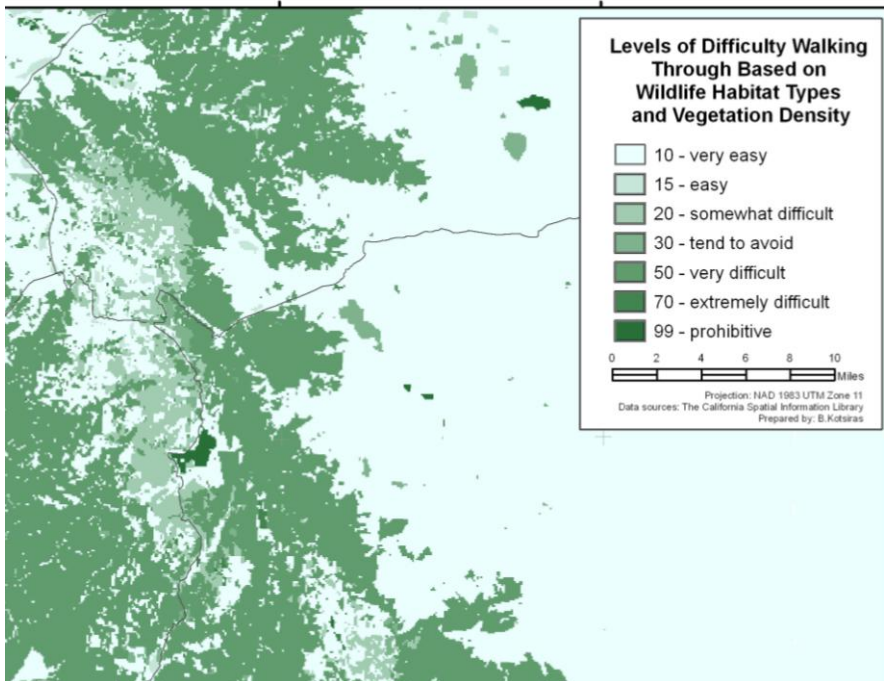 Levels of Difficulty Walking
Through Based on
Wildlife Habitat Types
and Vegetation Density
10 - very easy
15 - easy
20 - somewhat difficult
30 - tend to avoid
50 - very difficult
70 - extremely difficult
99 - prohibitive
0 2 4 6 8 10
Miles
Projection: NAD 1983 UTM Zone 11
Data sources: The California Spatial Information Library
Prepared by: B.Kotsiras